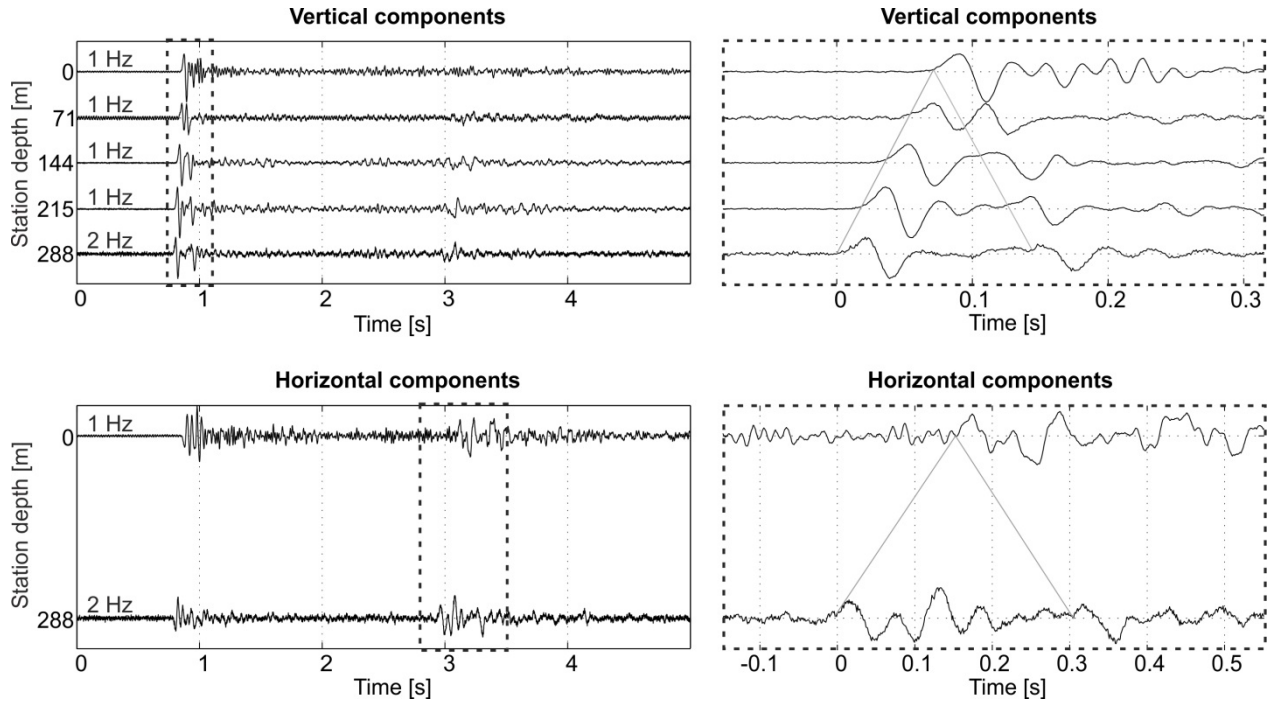 Vertical components
Station depth [m]
0
71
144
215
288
1 Hz
1 Hz
1 Hz
1 Hz
2 Hz
0 1 2 3 4
Time [s]
Vertical components
0 0.1 0.2 0.3
Time [s]
Horizontal components
Station depth [m]
0
288
1 Hz
2 Hz
0 1 2 3 4
Time [s]
Horizontal components
-0.1 0 0.1 0.2 0.3 0.4 0.5
Time [s]